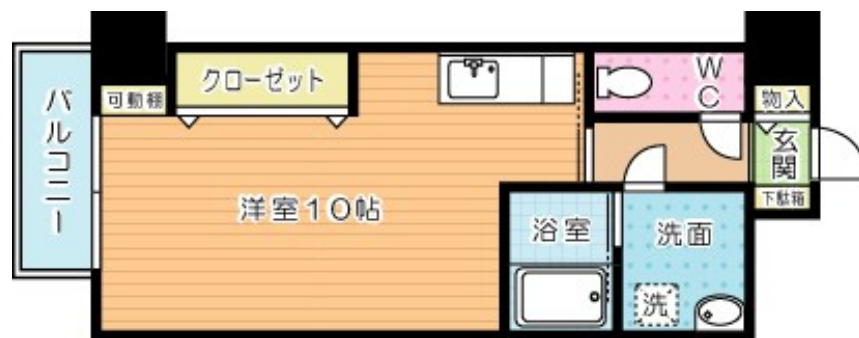 バルコニー
可動棚
クローゼット
洋室10帖
WC
物入
玄関
下駄箱
浴室
洗面
洗